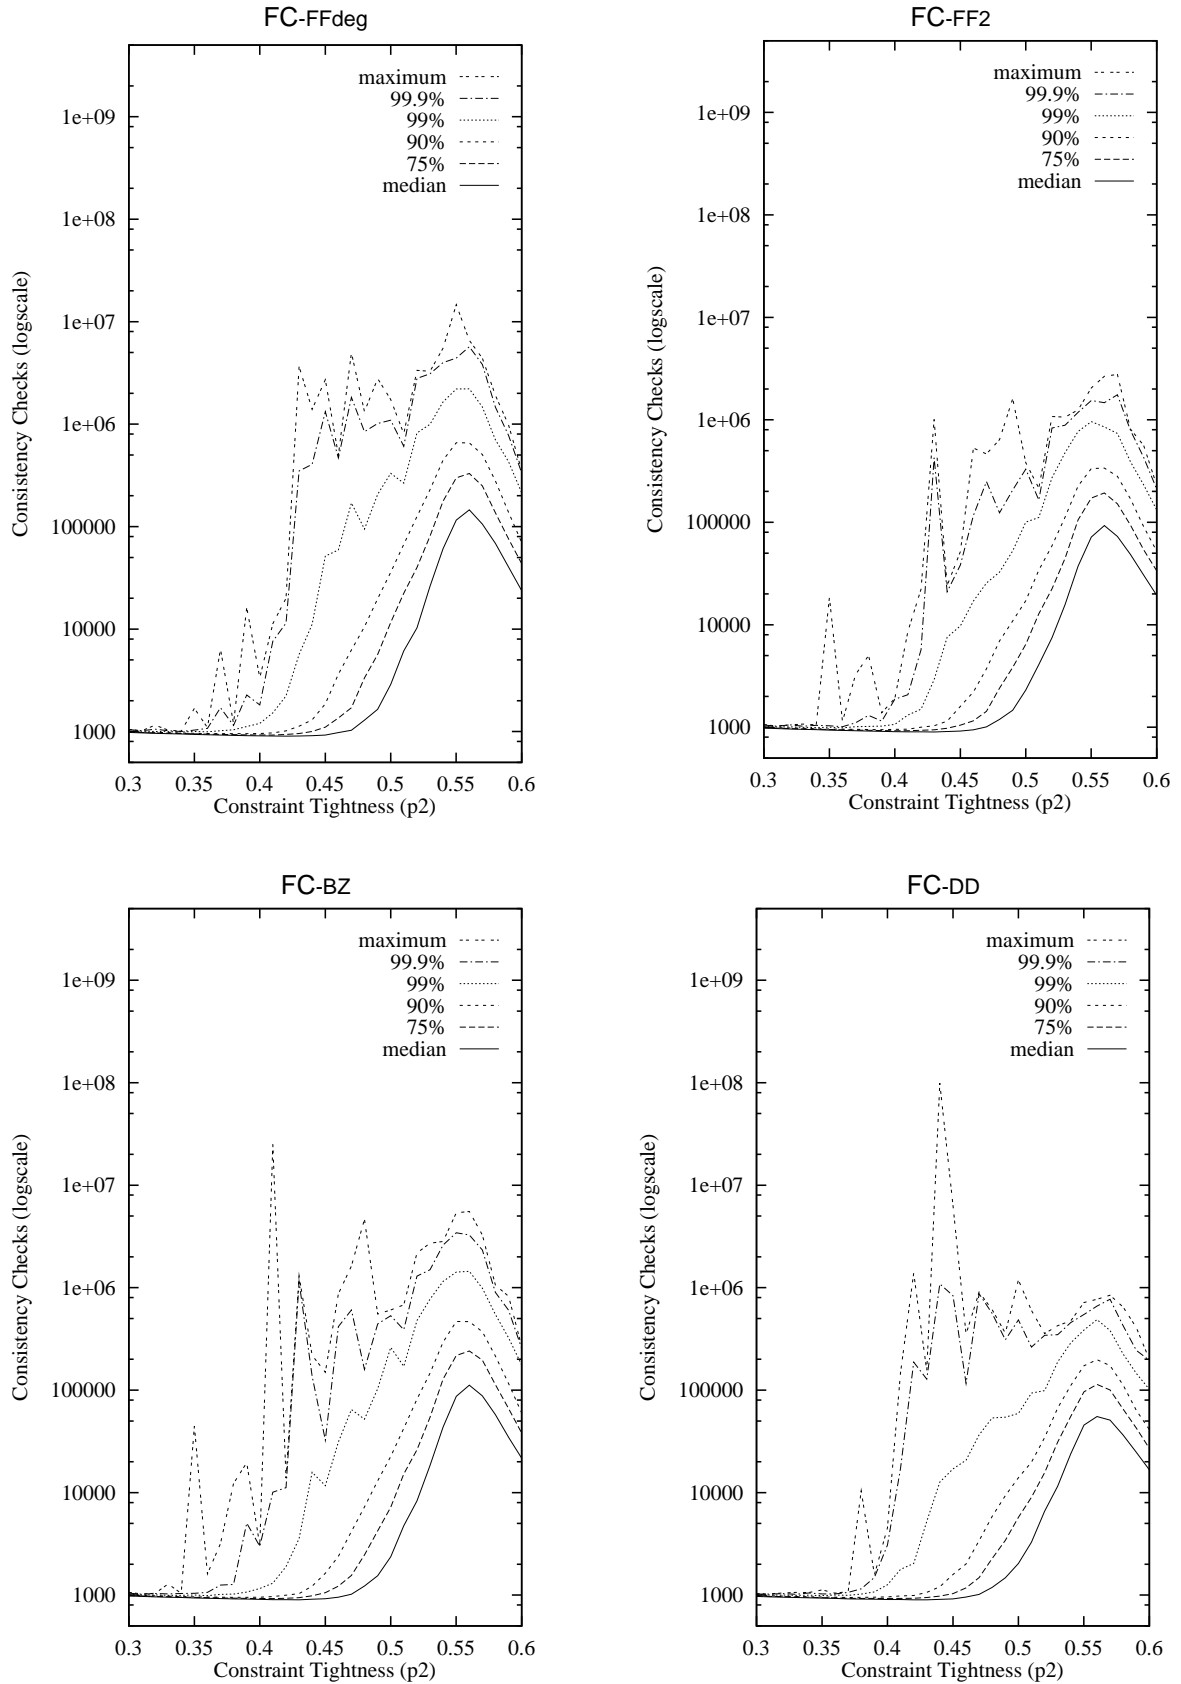 FC-FFdeg
maximum
99.9%
99%
90%
75%
median
1e+09
1e+08
1e+07
1e+06
100000
10000
1000
Consistency Checks (logscale)
0.3 0.35 0.4 0.45 0.5 0.55 0.6
Constraint Tightness (p2)
FC-FF2
maximum
99.9%
99%
90%
75%
median
1e+09
1e+08
1e+07
1e+06
100000
10000
1000
Consistency Checks (logscale)
0.3 0.35 0.4 0.45 0.5 0.55 0.6
Constraint Tightness (p2)
FC-BZ
maximum
99.9%
99%
90%
75%
median
1e+09
1e+08
1e+07
1e+06
100000
10000
1000
Consistency Checks (logscale)
0.3 0.35 0.4 0.45 0.5 0.55 0.6
Constraint Tightness (p2)
FC-DD
maximum
99.9%
99%
90%
75%
median
1e+09
1e+08
1e+07
1e+06
100000
10000
1000
Consistency Checks (logscale)
0.3 0.35 0.4 0.45 0.5 0.55 0.6
Constraint Tightness (p2)